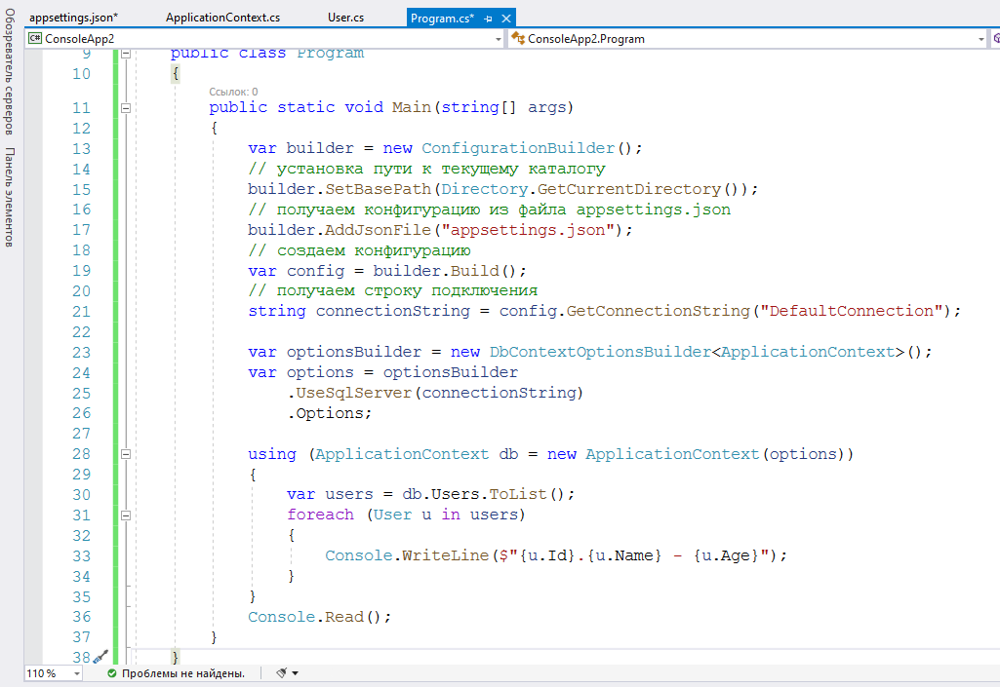 appsettings.json* ApplicationContext.cs User.cs Program.cs*
ConsoleApp2 ConsoleApp2.Program
Обозреватель серверов
Панель элементов
9 public class Program
10 {
Ссылок: 0
11 public static void Main(string[] args)
12 {
13 var builder = new ConfigurationBuilder();
14 // установка пути к текущему каталогу
15 builder.SetBasePath(Directory.GetCurrentDirectory());
16 // получаем конфигурацию из файла appsettings.json
17 builder.AddJsonFile("appsettings.json");
18 // создаем конфигурацию
19 var config = builder.Build();
20 // получаем строку подключения
21 string connectionString = config.GetConnectionString("DefaultConnection");
22
23 var optionsBuilder = new DbContextOptionsBuilder<ApplicationContext>();
24 var options = optionsBuilder
25 .UseSqlServer(connectionString)
26 .Options;
27
28 using (ApplicationContext db = new ApplicationContext(options))
29 {
30 var users = db.Users.ToList();
31 foreach (User u in users)
32 {
33 Console.WriteLine($"{u.Id}.{u.Name} - {u.Age}");
34 }
35 }
36 Console.Read();
37 }
38 }
110 % Проблемы не найдены.